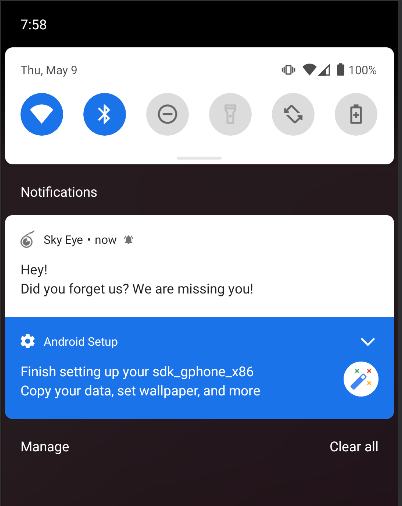 7:58
Thu, May 9
100%
Notifications
Sky Eye • now
Hey!
Did you forget us? We are missing you!
Android Setup
Finish setting up your sdk_gphone_x86
Copy your data, set wallpaper, and more
Manage
Clear all